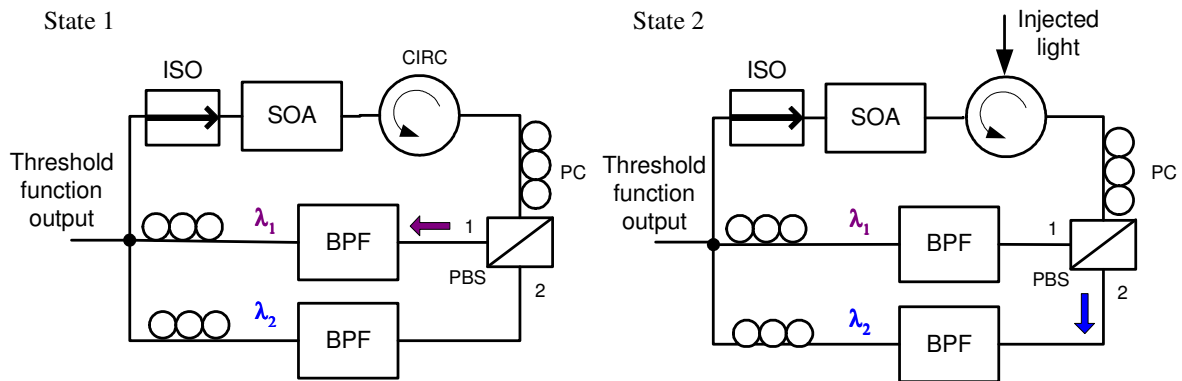 State 1
ISO
CIRC
SOA
PC
Threshold
function
output
λ1
BPF
1
PBS
2
λ2
BPF
State 2
Injected
light
ISO
SOA
PC
Threshold
function
output
λ1
BPF
1
PBS
2
λ2
BPF